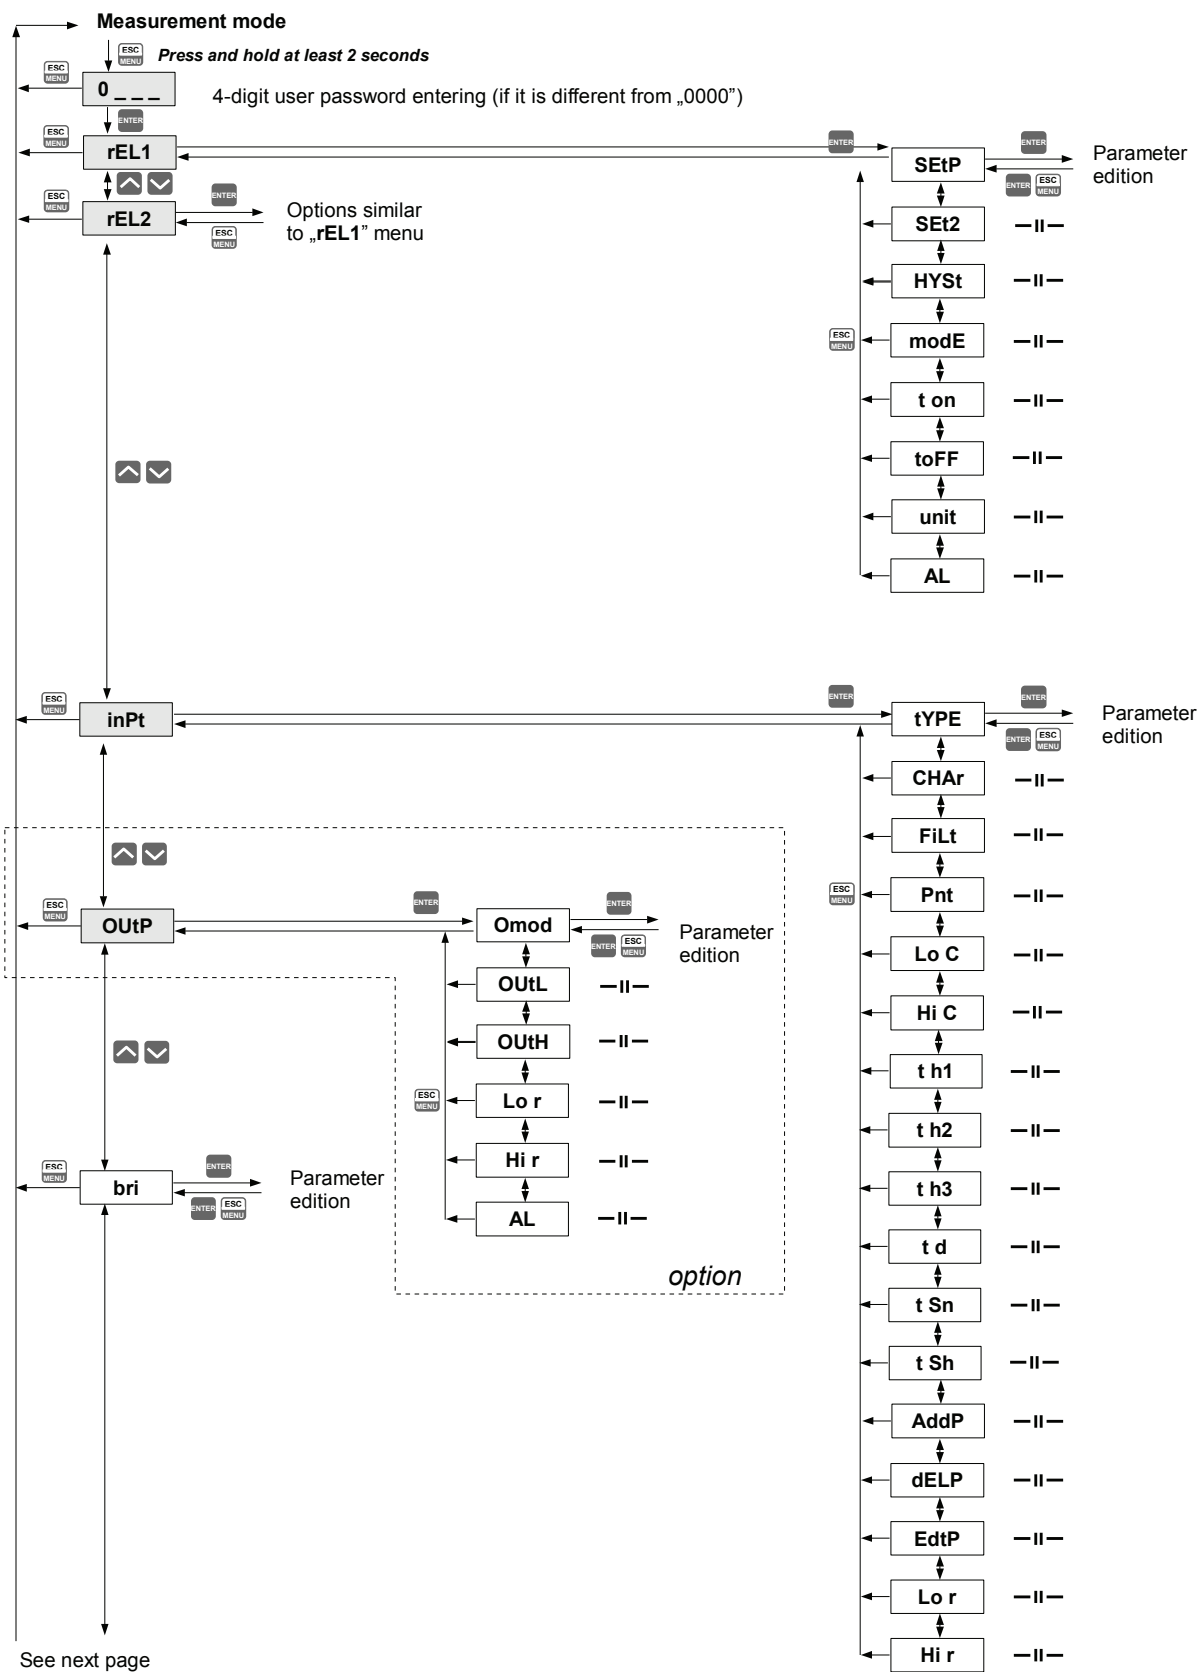 Measurement mode
ESC
MENU
Press and hold at least 2 seconds
ESC
MENU
0 _ _ _
4-digit user password entering (if it is different from „0000”)
ENTER
ESC
MENU
rEL1
ENTER
SEtP
ENTER
ENTER
ESC
MENU
Parameter
edition
ESC
MENU
rEL2
ENTER
ESC
MENU
Options similar
to „rEL1” menu
SEt2
—II—
HYSt
—II—
ESC
MENU
modE
—II—
t on
—II—
toFF
—II—
unit
—II—
AL
—II—
ESC
MENU
inPt
ENTER
tYPE
ENTER
ENTER
ESC
MENU
Parameter
edition
CHAr
—II—
FiLt
—II—
ESC
MENU
Pnt
—II—
Lo C
—II—
Hi C
—II—
t h1
—II—
t h2
—II—
t h3
—II—
t d
—II—
t Sn
—II—
t Sh
—II—
AddP
—II—
dELP
—II—
EdtP
—II—
Lo r
—II—
Hi r
—II—
ESC
MENU
OUtP
ENTER
Omod
ENTER
ENTER
ESC
MENU
Parameter
edition
OUtL
—II—
OUtH
—II—
ESC
MENU
Lo r
—II—
Hi r
—II—
AL
—II—
option
ESC
MENU
bri
ENTER
ENTER
ESC
MENU
Parameter
edition
See next page